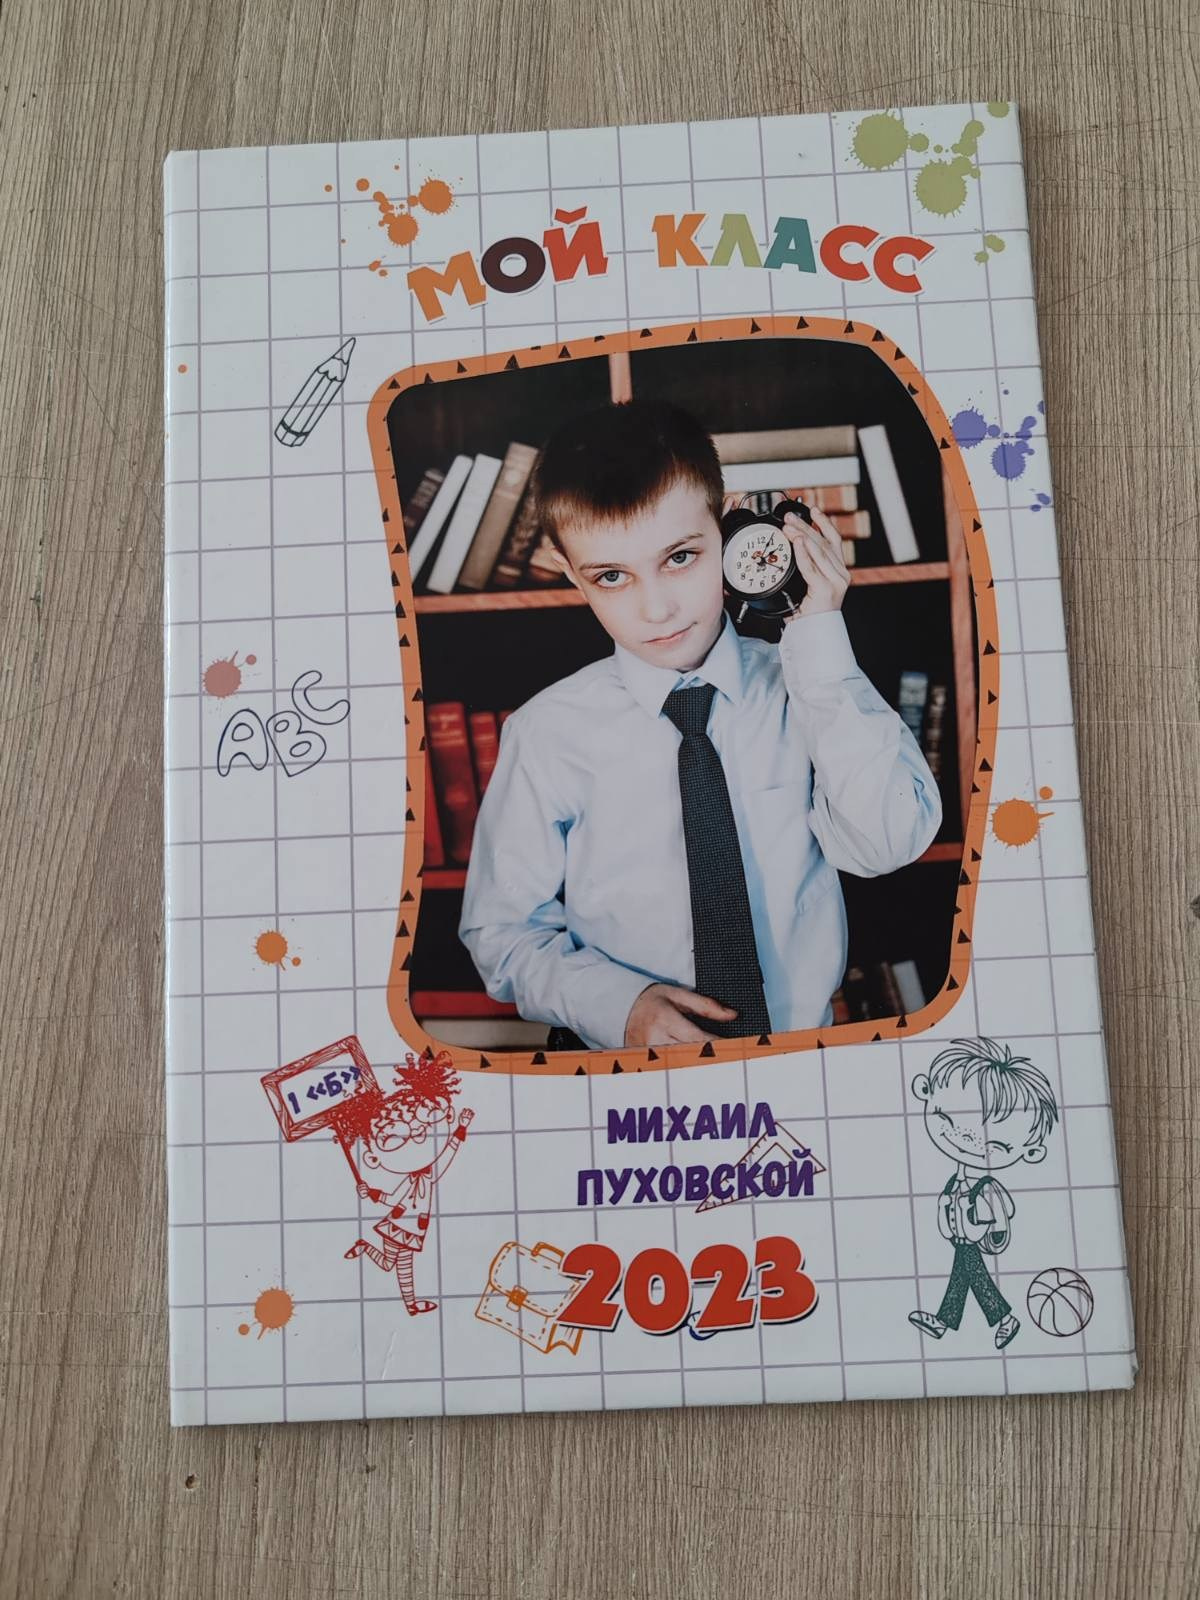 МОЙ КЛАСС
ABC
1 «Б»
МИХАИЛ
ПУХОВСКОЙ
2023